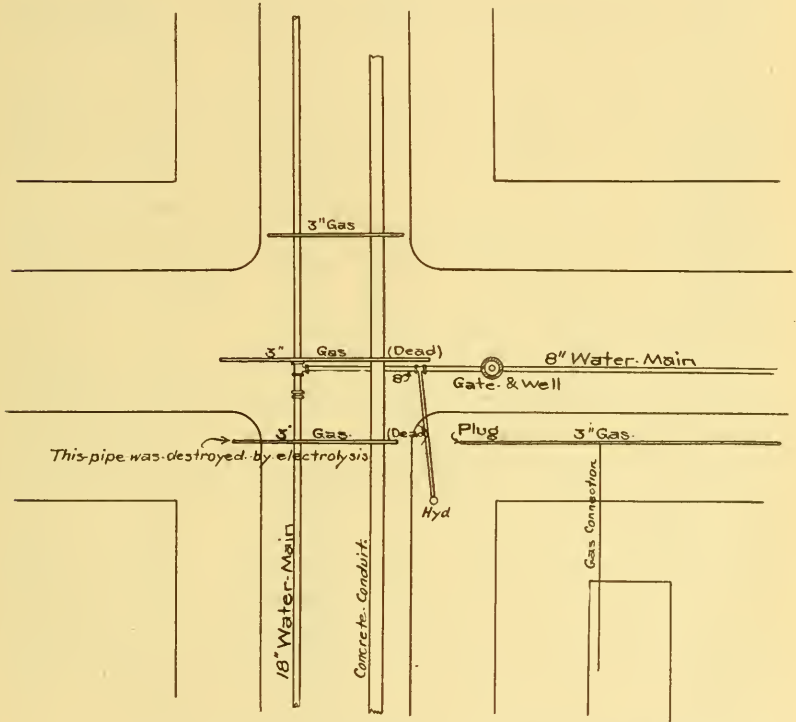 3" Gas
3" Gas (Dead)
8" Water-Main
8"
Gate & Well
3" Gas. (Dead)
Plug
3" Gas.
This pipe was destroyed by electrolysis
Hyd
Gas Connection
18" Water-Main
Concrete Conduit.